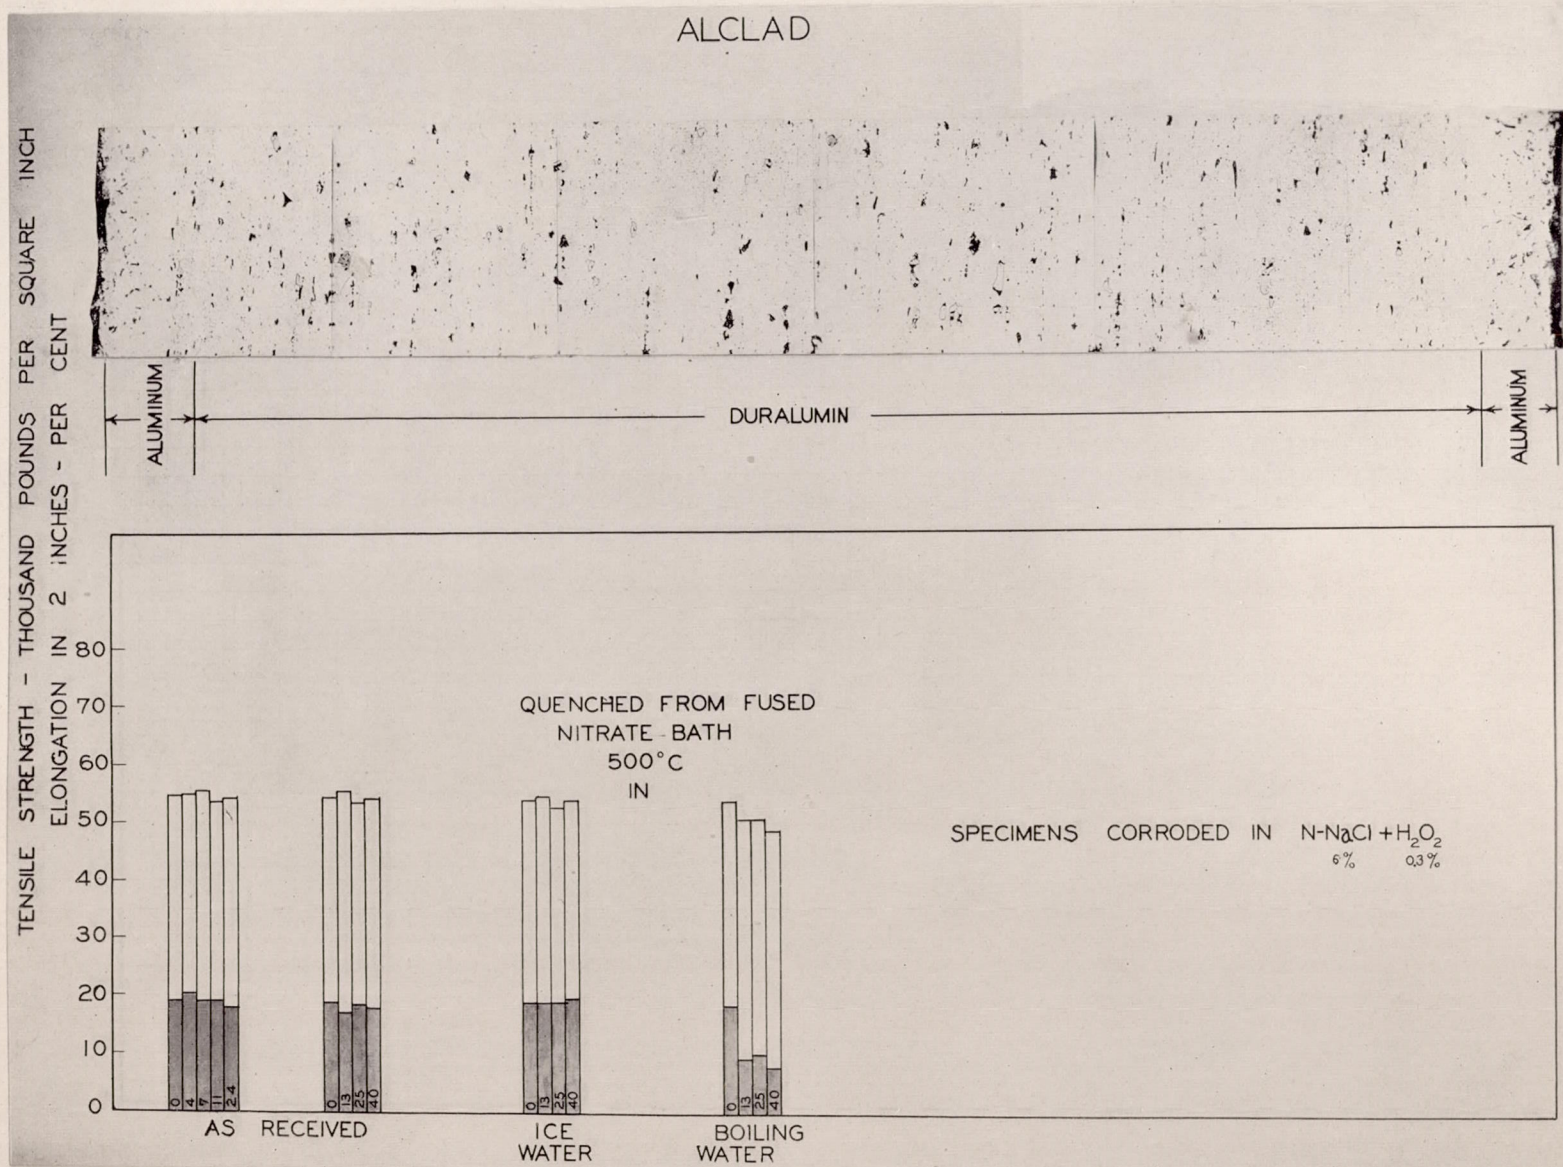 ALCLAD
TENSILE STRENGTH - THOUSAND POUNDS PER SQUARE INCH
ELONGATION IN 2 INCHES - PER CENT
ALUMINUM
DURALUMIN
ALUMINUM
80
70
60
50
40
30
20
10
0
QUENCHED FROM FUSED
NITRATE BATH
500°C
IN
SPECIMENS CORRODED IN N-NaCl + H₂O₂
6% 0.3%
0 4 7 11 24
0 13 25 40
0 13 25 40
0 13 25 40
AS RECEIVED
ICE
WATER
BOILING
WATER